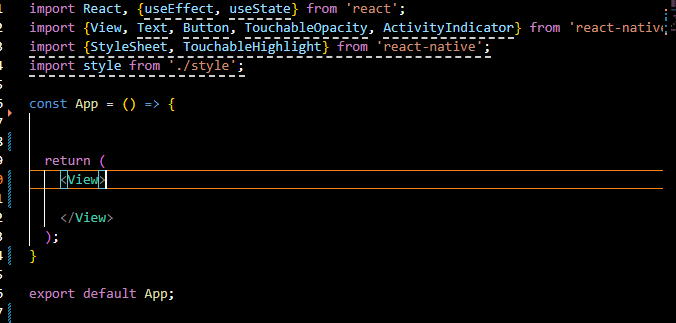 import React, {useEffect, useState} from 'react';
import {View, Text, Button, TouchableOpacity, ActivityIndicator} from 'react-native
import {StyleSheet, TouchableHighlight} from 'react-native';
import style from './style';
const App = () => {
return (
<View>
</View>
);
}
export default App;